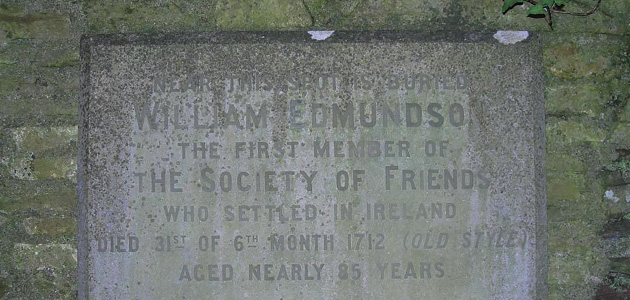 NEAR THIS SPOT IS BURIED
WILLIAM EDMUNDSON
THE FIRST MEMBER OF
THE SOCIETY OF FRIENDS
WHO SETTLED IN IRELAND
DIED 31ST OF 6TH MONTH 1712 (OLD STYLE)
AGED NEARLY 85 YEARS.